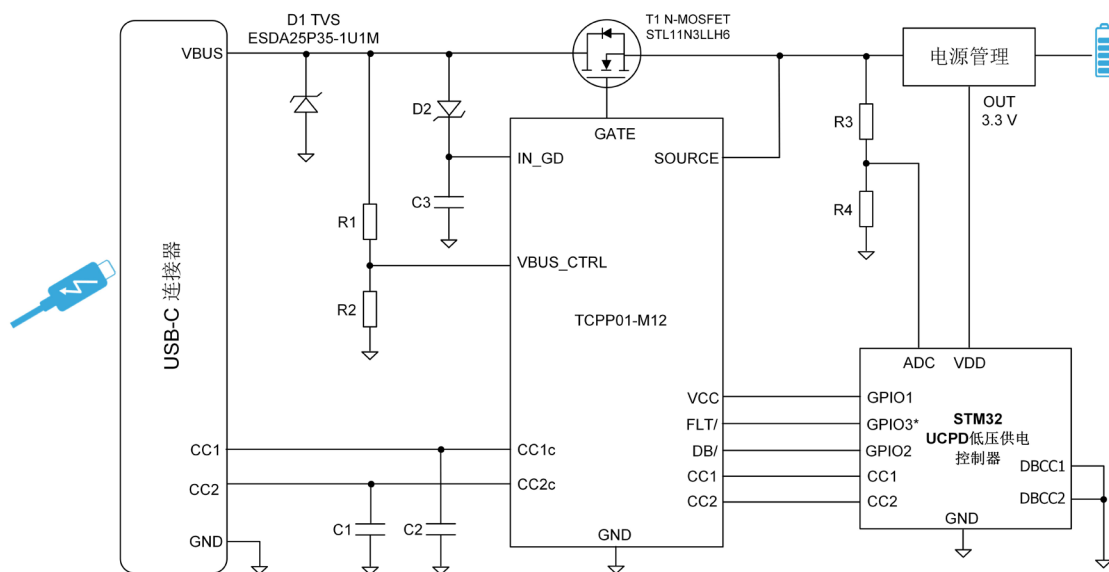 D1 TVS
ESDA25P35-1U1M
T1 N-MOSFET
STL11N3LLH6
VBUS
电源管理
D2
OUT
3.3 V
R3
GATE
IN_GD
SOURCE
C3
R4
R1
VBUS_CTRL
R2
TCPP01-M12
USB-C 连接器
ADC
VDD
VCC
GPIO1
FLT/
GPIO3*
STM32
UCPD低压供电
控制器
DB/
GPIO2
CC1
CC1c
CC1
CC1
DBCC1
CC2
CC2c
CC2
CC2
DBCC2
C1
C2
GND
GND
GND